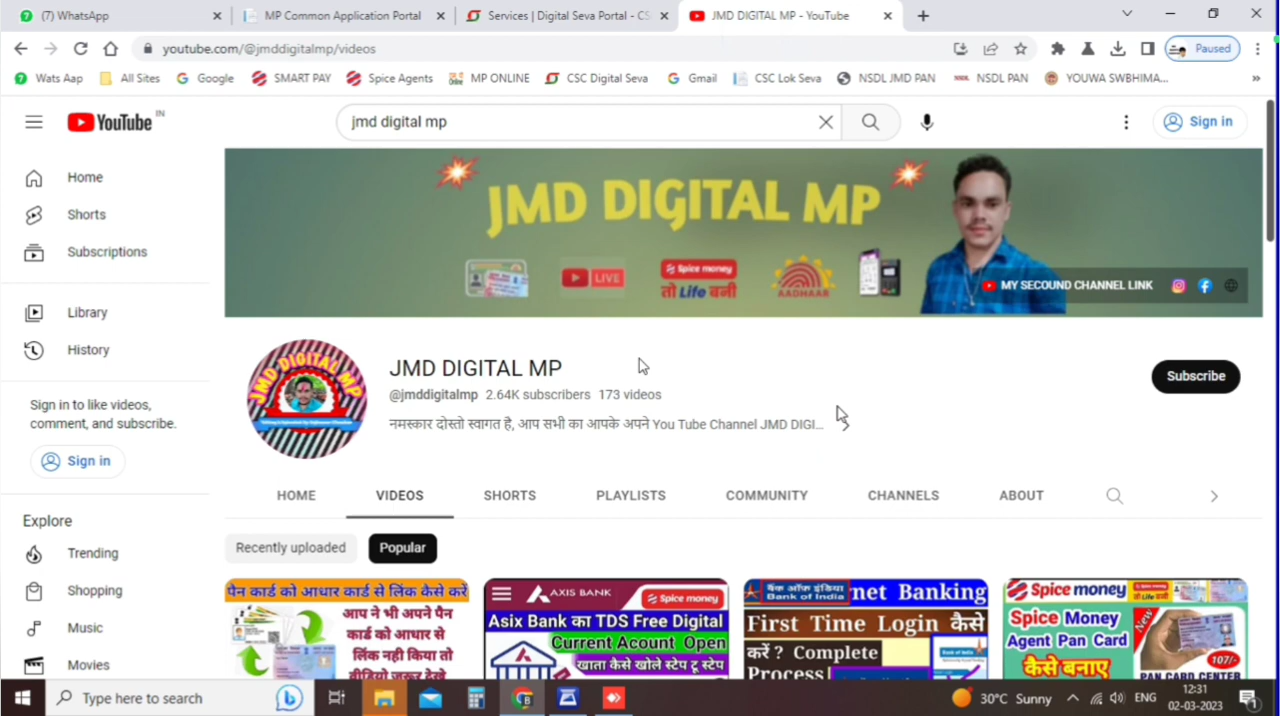 (7) WhatsApp
MP Common Application Portal
Services | Digital Seva Portal - CS
JMD DIGITAL MP - YouTube
youtube.com/@jmddigitalmp/videos
Paused
Wats Aap
All Sites
Google
SMART PAY
Spice Agents
MP ONLINE
CSC Digital Seva
Gmail
CSC Lok Seva
NSDL JMD PAN
NSDL PAN
YOUWA SWBHIMA...
YouTube IN
jmd digital mp
Sign in
Home
Shorts
Subscriptions
Library
History
Sign in to like videos,
comment, and subscribe.
Sign in
Explore
Trending
Shopping
Music
Movies
JMD DIGITAL MP
LIVE
Spice money
तो Life बनी
AADHAAR
MY SECOUND CHANNEL LINK
JMD DIGITAL MP
JMD DIGITAL MP
@jmddigitalmp 2.64K subscribers 173 videos
नमस्कार दोस्तो स्वागत है, आप सभी का आपके अपने You Tube Channel JMD DIGI...
Subscribe
HOME
VIDEOS
SHORTS
PLAYLISTS
COMMUNITY
CHANNELS
ABOUT
Recently uploaded
Popular
पैन कार्ड को आधार कार्ड से लिंक कैसे करें
आप ने भी अपने पैन
कार्ड को आधार से
लिंक नही किया तो
वीडियो जरूर देखे
AXIS BANK
Spice money
Asix Bank का TDS Free Digital
Current Acount Open
खाता कैसे खोले स्टेप टू स्टेप
बैंक ऑफ इंडिया
Bank of India
net Banking
First Time Login कैसे
करें ? Complete
Process
Spice money
Spice Money
Agent Pan Card
कैसे बनाए
New
107/-
PAN CARD CENTER
Type here to search
30°C Sunny
ENG
12:31
02-03-2023
1